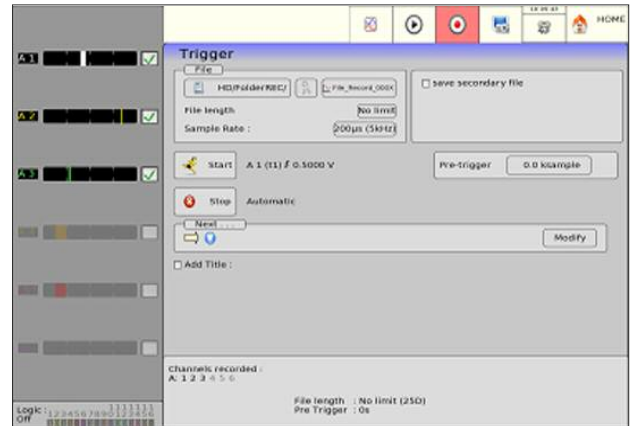 HOME
A 1
Trigger
File
HD/Folder REC/
File_Record_000X
save secondary file
File length
No limit
A 2
Sample Rate :
200µs (5kHz)
A 3
Start
A 1 (t1) ƒ 0.5000 V
Pre-trigger
0.0 ksample
Stop
Automatic
Next ...
Modify
Add Title :
Channels recorded :
A: 1 2 3 4 5 6
File length : No limit (25D)
Pre Trigger : 0s
Logic :
1111111
1234567890123456
Off